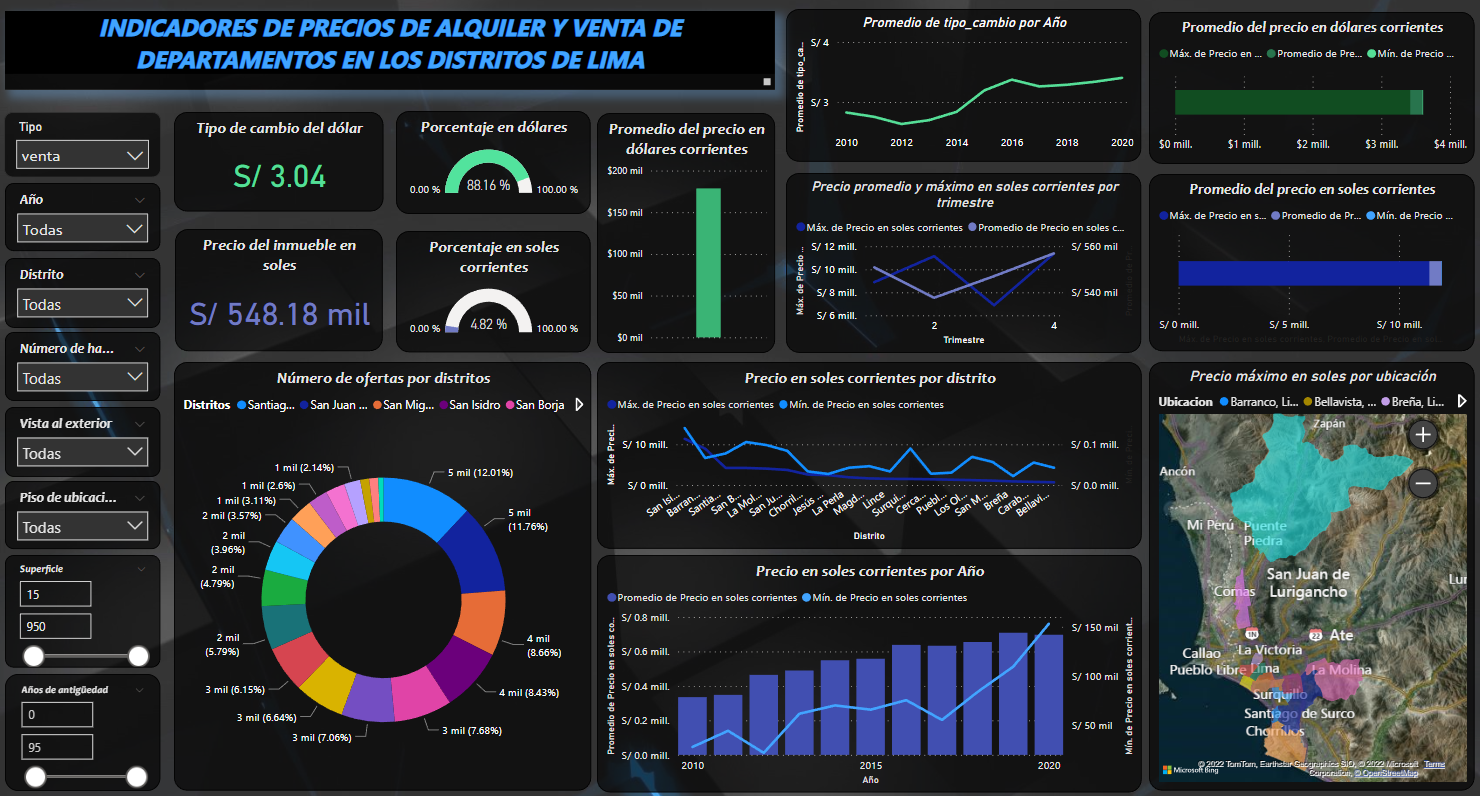 INDICADORES DE PRECIOS DE ALQUILER Y VENTA DE
DEPARTAMENTOS EN LOS DISTRITOS DE LIMA
Tipo
venta
Año
Todas
Distrito
Todas
Número de ha...
Todas
Vista al exterior
Todas
Piso de ubicaci...
Todas
Superficie
15
950
Años de antigüedad
0
95
Tipo de cambio del dólar
S/ 3.04
Precio del inmueble en
soles
S/ 548.18 mil
Porcentaje en dólares
0.00 %
88.16 %
100.00 %
Porcentaje en soles
corrientes
0.00 %
4.82 %
100.00 %
Promedio del precio en
dólares corrientes
$200 mil
$150 mil
$100 mil
$50 mil
$0 mil
Promedio de tipo_cambio por Año
Promedio de tipo_ca...
S/ 4
S/ 3
2010 2012 2014 2016 2018 2020
Precio promedio y máximo en soles corrientes por
trimestre
Máx. de Precio en soles corrientes Promedio de Precio en soles c...
Máx. de Precio ...
S/ 12 mill.
S/ 10 mill.
S/ 8 mill.
S/ 6 mill.
S/ 560 mil
S/ 540 mil
2 4
Trimestre
Promedio del precio en dólares corrientes
Máx. de Precio en ... Promedio de Pre... Mín. de Precio ...
$0 mill. $1 mill. $2 mill. $3 mill. $4 mill.
Promedio del precio en soles corrientes
Máx. de Precio en s... Promedio de Pr... Mín. de Precio ...
S/ 0 mill. S/ 5 mill. S/ 10 mill.
Número de ofertas por distritos
Distritos Santiag... San Juan ... San Mig... San Isidro San Borja
5 mil (12.01%)
5 mil
(11.76%)
4 mil
(8.66%)
4 mil (8.43%)
3 mil (7.68%)
3 mil (7.06%)
3 mil (6.64%)
3 mil (6.15%)
2 mil
(5.79%)
2 mil
(4.79%)
2 mil
(3.96%)
2 mil (3.57%)
1 mil (3.11%)
1 mil (2.6%)
1 mil (2.14%)
Precio en soles corrientes por distrito
Máx. de Precio en soles corrientes Mín. de Precio en soles corrientes
Máx. de Preci...
S/ 10 mill.
S/ 0 mill.
S/ 0.1 mill.
S/ 0.0 mill.
San Isi... Barran... Santia... San B... La Mol... San Ju... Chorril... Jesús ... La Perla Magd... Lince Surqui... Cerca... Puebl... Los Ol... San M... Breña Carab... Bellavi...
Distrito
Precio en soles corrientes por Año
Promedio de Precio en soles corrientes Mín. de Precio en soles corrientes
Promedio de Precio en soles co...
S/ 0.8 mill.
S/ 0.6 mill.
S/ 0.4 mill.
S/ 0.2 mill.
S/ 0.0 mill.
S/ 150 mil
S/ 100 mil
S/ 50 mil
Mín. de Precio en soles corrient...
2010 2015 2020
Año
Precio máximo en soles por ubicación
Ubicacion Barranco, Li... Bellavista, ... Breña, Li...
Zapán
Ancón
Mi Perú
Puente
Piedra
San Juan de
Lurigancho
Lur
Comas
1N
22
Ate
Callao
La Victoria
Pueblo Libre
Lima
La Molina
Surquillo
Santiago de Surco
Chorrillos
Microsoft Bing
© 2022 TomTom, Earthstar Geographics SIO, © 2022 Microsoft Corporation, © OpenStreetMap Terms